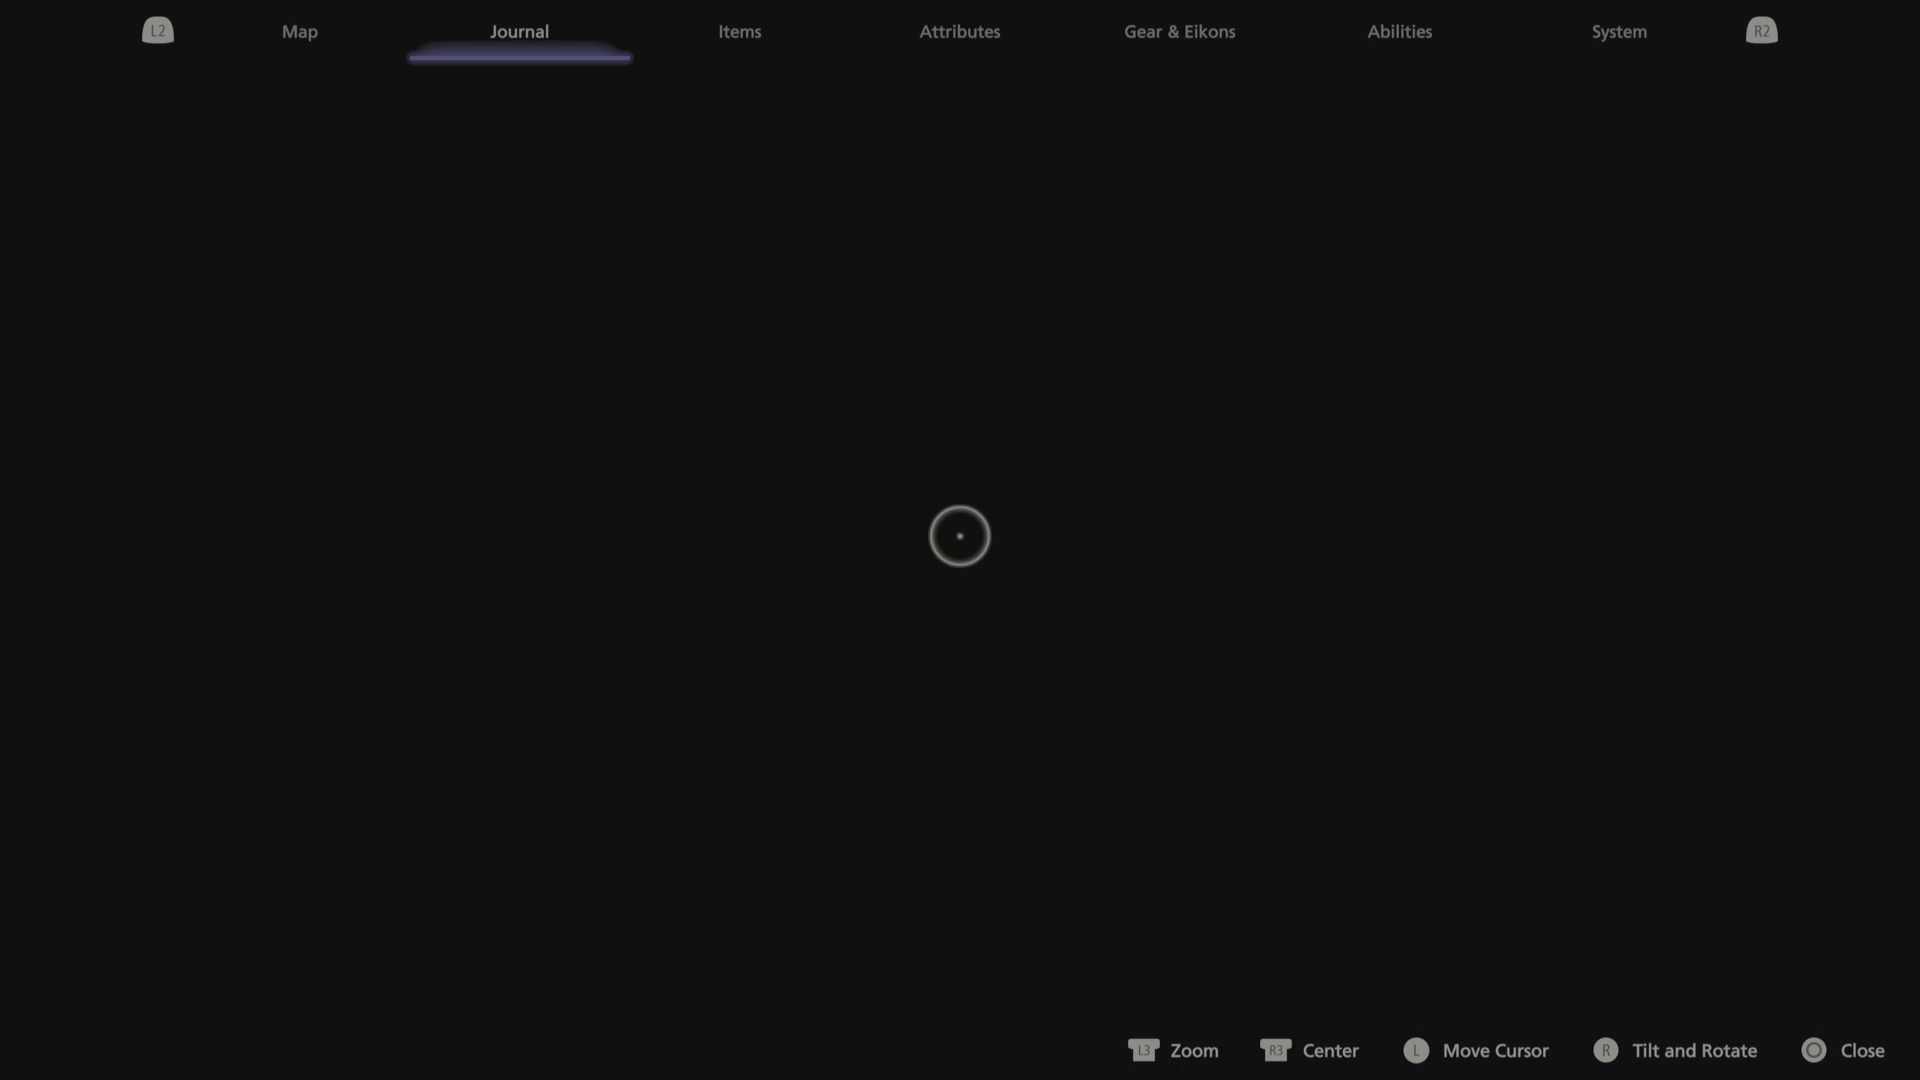 L2 Map Journal Items Attributes Gear & Eikons Abilities System R2
L3 Zoom R3 Center L Move Cursor R Tilt and Rotate Close